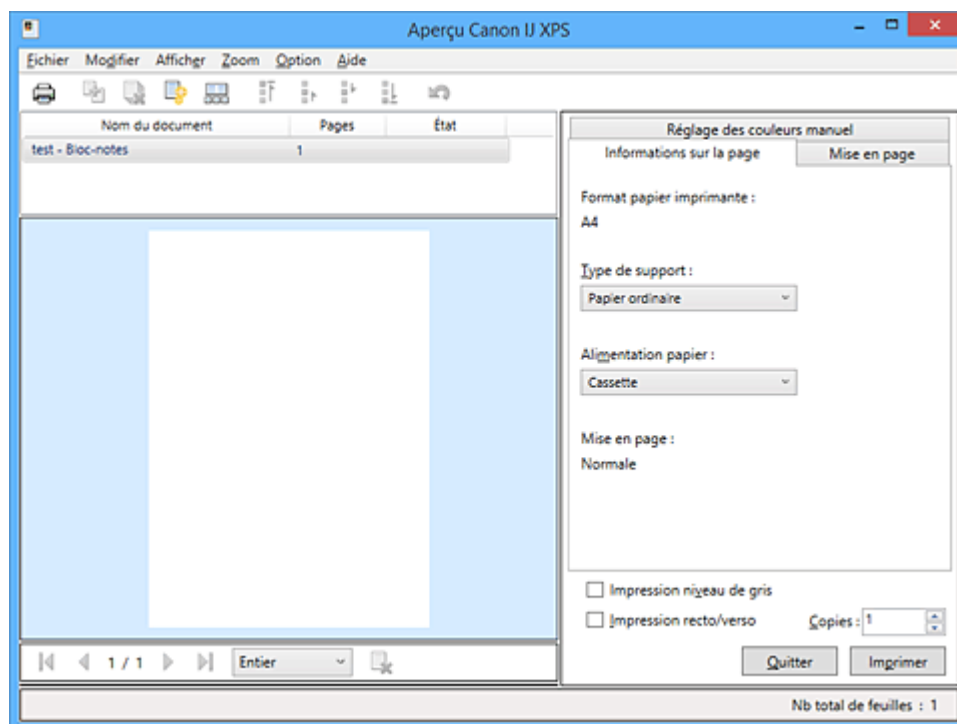 Aperçu Canon IJ XPS
Fichier Modifier Afficher Zoom Option Aide
Nom du document Pages État
test - Bloc-notes 1
Réglage des couleurs manuel
Informations sur la page Mise en page
Format papier imprimante :
A4
Type de support :
Papier ordinaire
Alimentation papier :
Cassette
Mise en page :
Normale
Impression niveau de gris
Impression recto/verso Copies : 1
1 / 1 Entier
Quitter Imprimer
Nb total de feuilles : 1